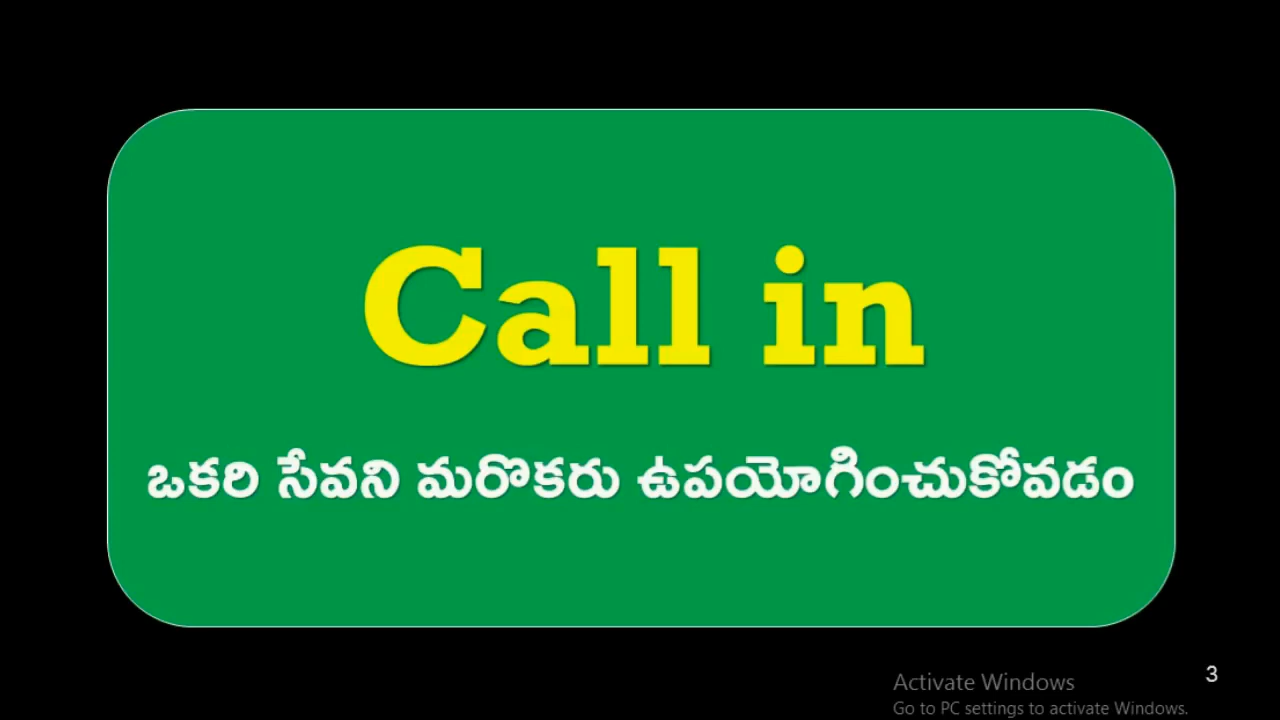 Call in
ఒకరి సేవని మరొకరు ఉపయోగించుకోవడం
3
Activate Windows
Go to PC settings to activate Windows.